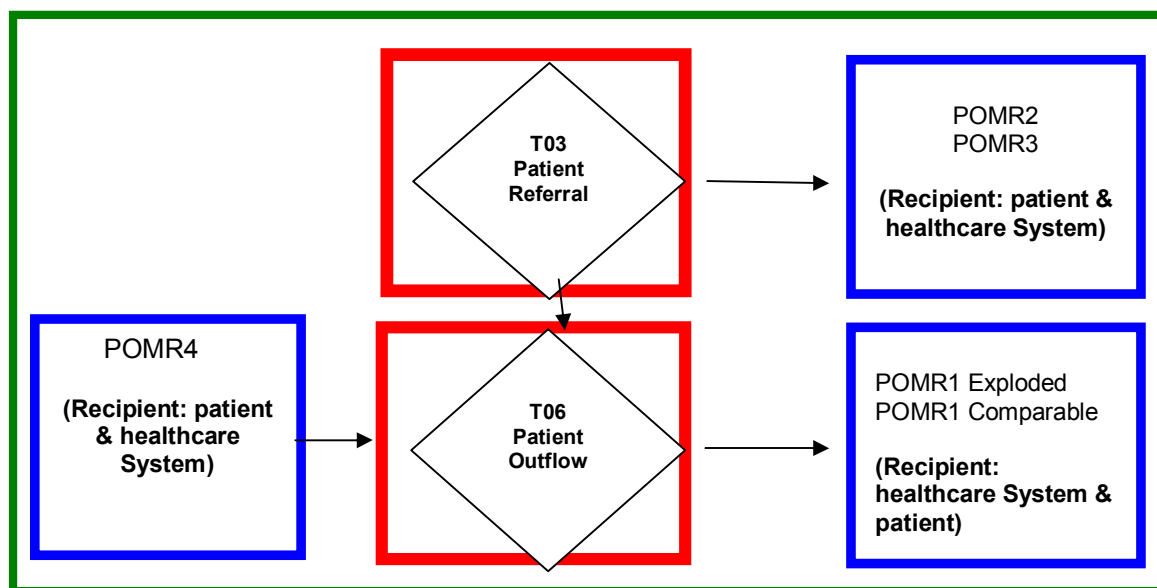 T03
Patient
Referral
POMR2
POMR3
(Recipient: patient &
healthcare System)
POMR4
(Recipient: patient
& healthcare
System)
T06
Patient
Outflow
POMR1 Exploded
POMR1 Comparable
(Recipient:
healthcare System &
patient)